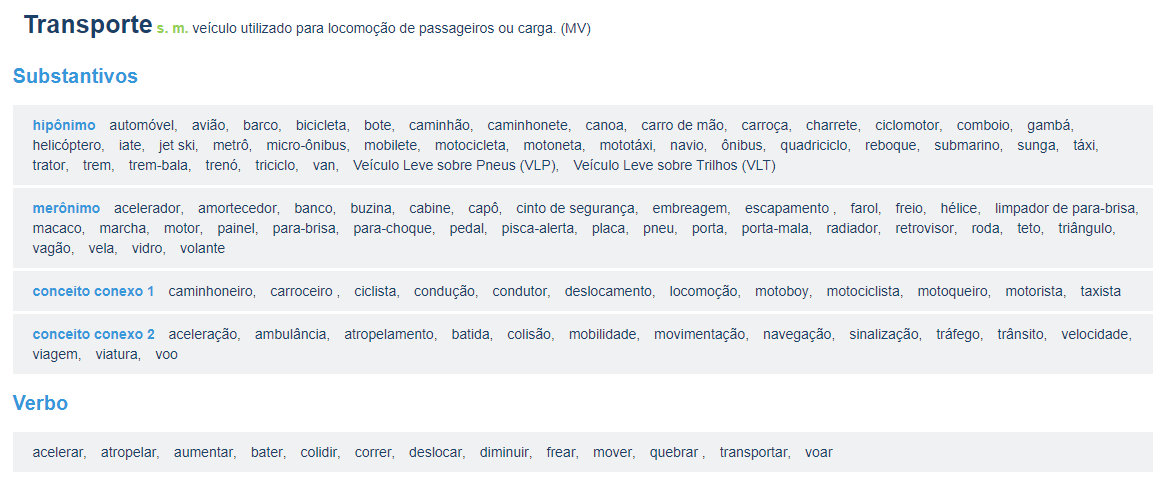 Transporte s. m. veículo utilizado para locomoção de passageiros ou carga. (MV)
Substantivos
hipônimo automóvel, avião, barco, bicicleta, bote, caminhão, caminhonete, canoa, carro de mão, carroça, charrete, ciclomotor, comboio, gambá,
helicóptero, iate, jet ski, metrô, micro-ônibus, mobilete, motocicleta, motoneta, mototáxi, navio, ônibus, quadriciclo, reboque, submarino, sunga, táxi,
trator, trem, trem-bala, trenó, triciclo, van, Veículo Leve sobre Pneus (VLP), Veículo Leve sobre Trilhos (VLT)
merônimo acelerador, amortecedor, banco, buzina, cabine, capô, cinto de segurança, embreagem, escapamento , farol, freio, hélice, limpador de para-brisa,
macaco, marcha, motor, painel, para-brisa, para-choque, pedal, pisca-alerta, placa, pneu, porta, porta-mala, radiador, retrovisor, roda, teto, triângulo,
vagão, vela, vidro, volante
conceito conexo 1 caminhoneiro, carroceiro , ciclista, condução, condutor, deslocamento, locomoção, motoboy, motociclista, motoqueiro, motorista, taxista
conceito conexo 2 aceleração, ambulância, atropelamento, batida, colisão, mobilidade, movimentação, navegação, sinalização, tráfego, trânsito, velocidade,
viagem, viatura, voo
Verbo
acelerar, atropelar, aumentar, bater, colidir, correr, deslocar, diminuir, frear, mover, quebrar , transportar, voar